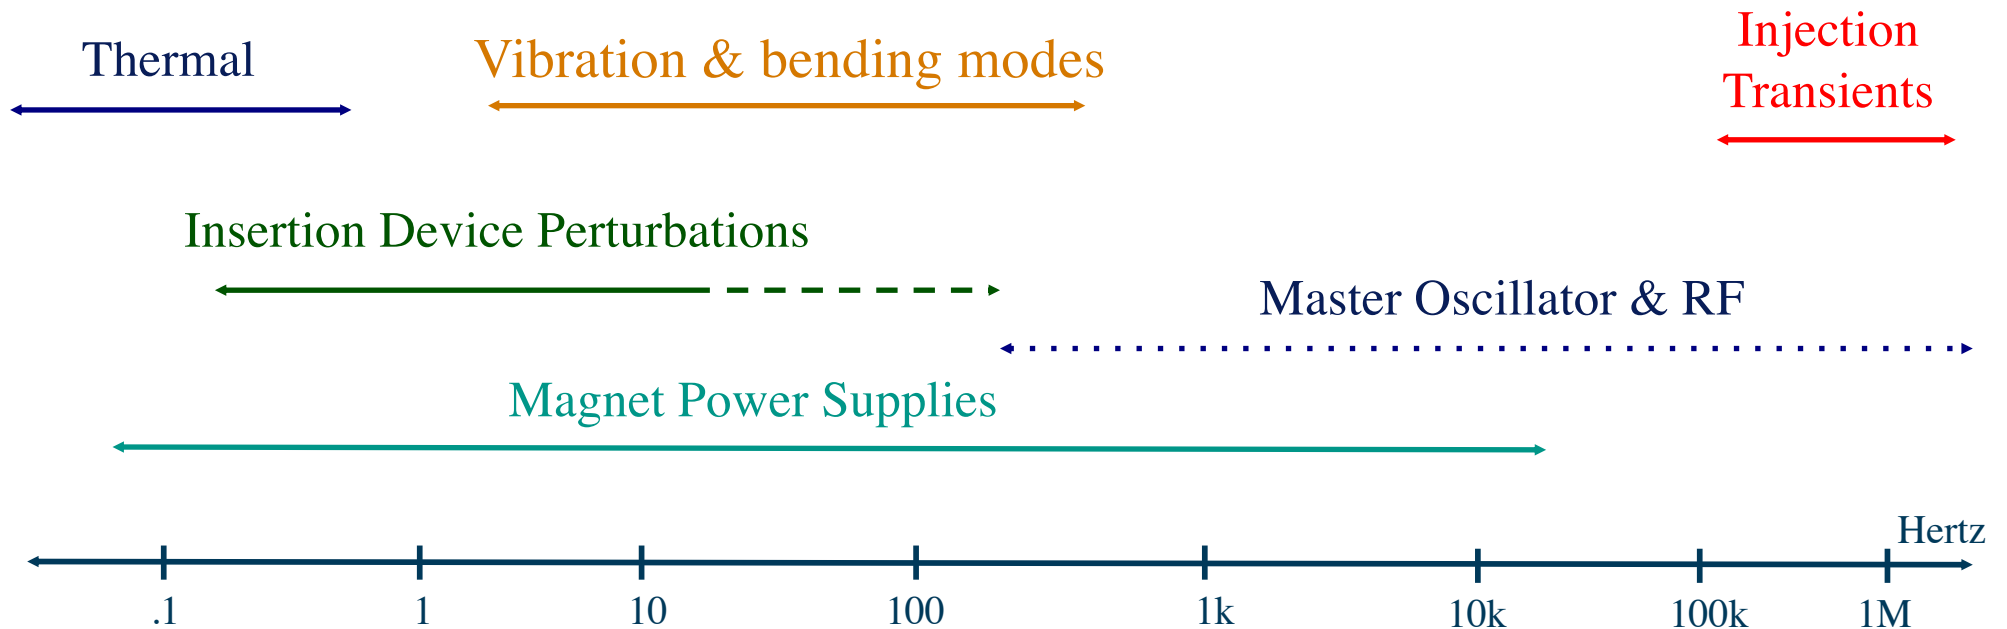 Thermal
Vibration & bending modes
Injection
Transients
Insertion Device Perturbations
Master Oscillator & RF
Magnet Power Supplies
Hertz
.1 1 10 100 1k 10k 100k 1M